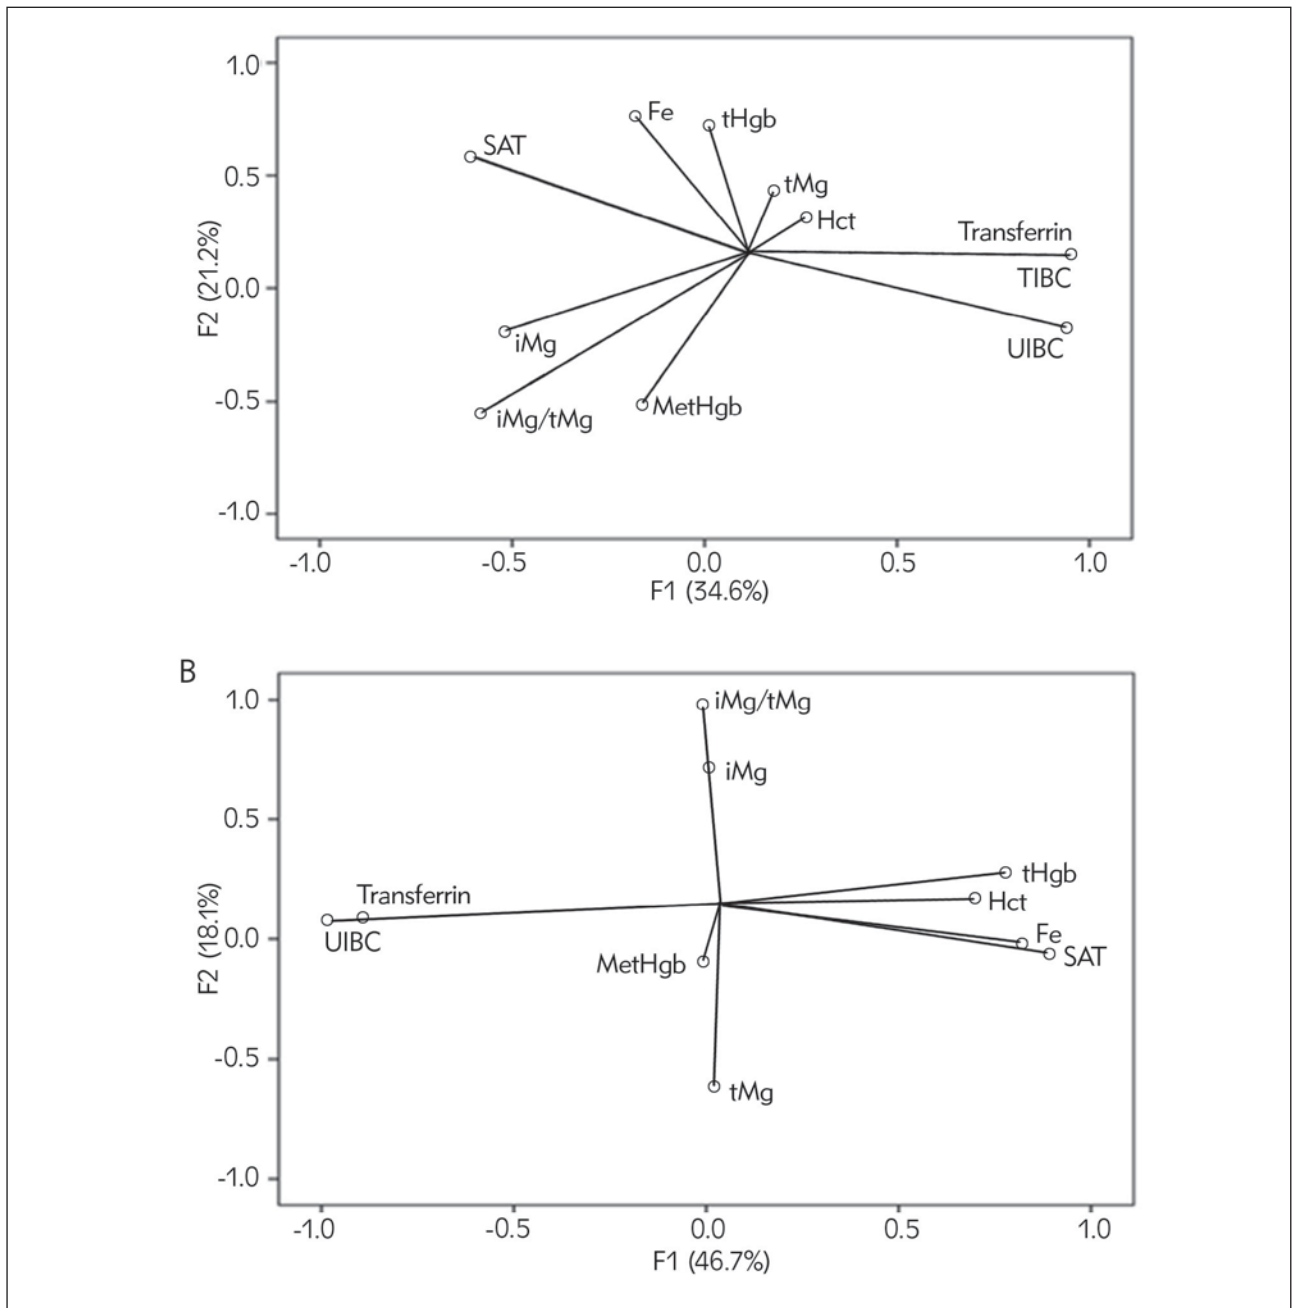 1.0
0.5
0.0
-0.5
-1.0
F2 (21.2%)
SAT
Fe
tHgb
tMg
Hct
Transferrin
TIBC
UIBC
iMg
iMg/tMg
MetHgb
-1.0
-0.5
0.0
0.5
1.0
F1 (34.6%)
B
1.0
0.5
0.0
-0.5
-1.0
F2 (18.1%)
iMg/tMg
iMg
tHgb
Hct
Transferrin
UIBC
Fe
SAT
MetHgb
tMg
-1.0
-0.5
0.0
0.5
1.0
F1 (46.7%)